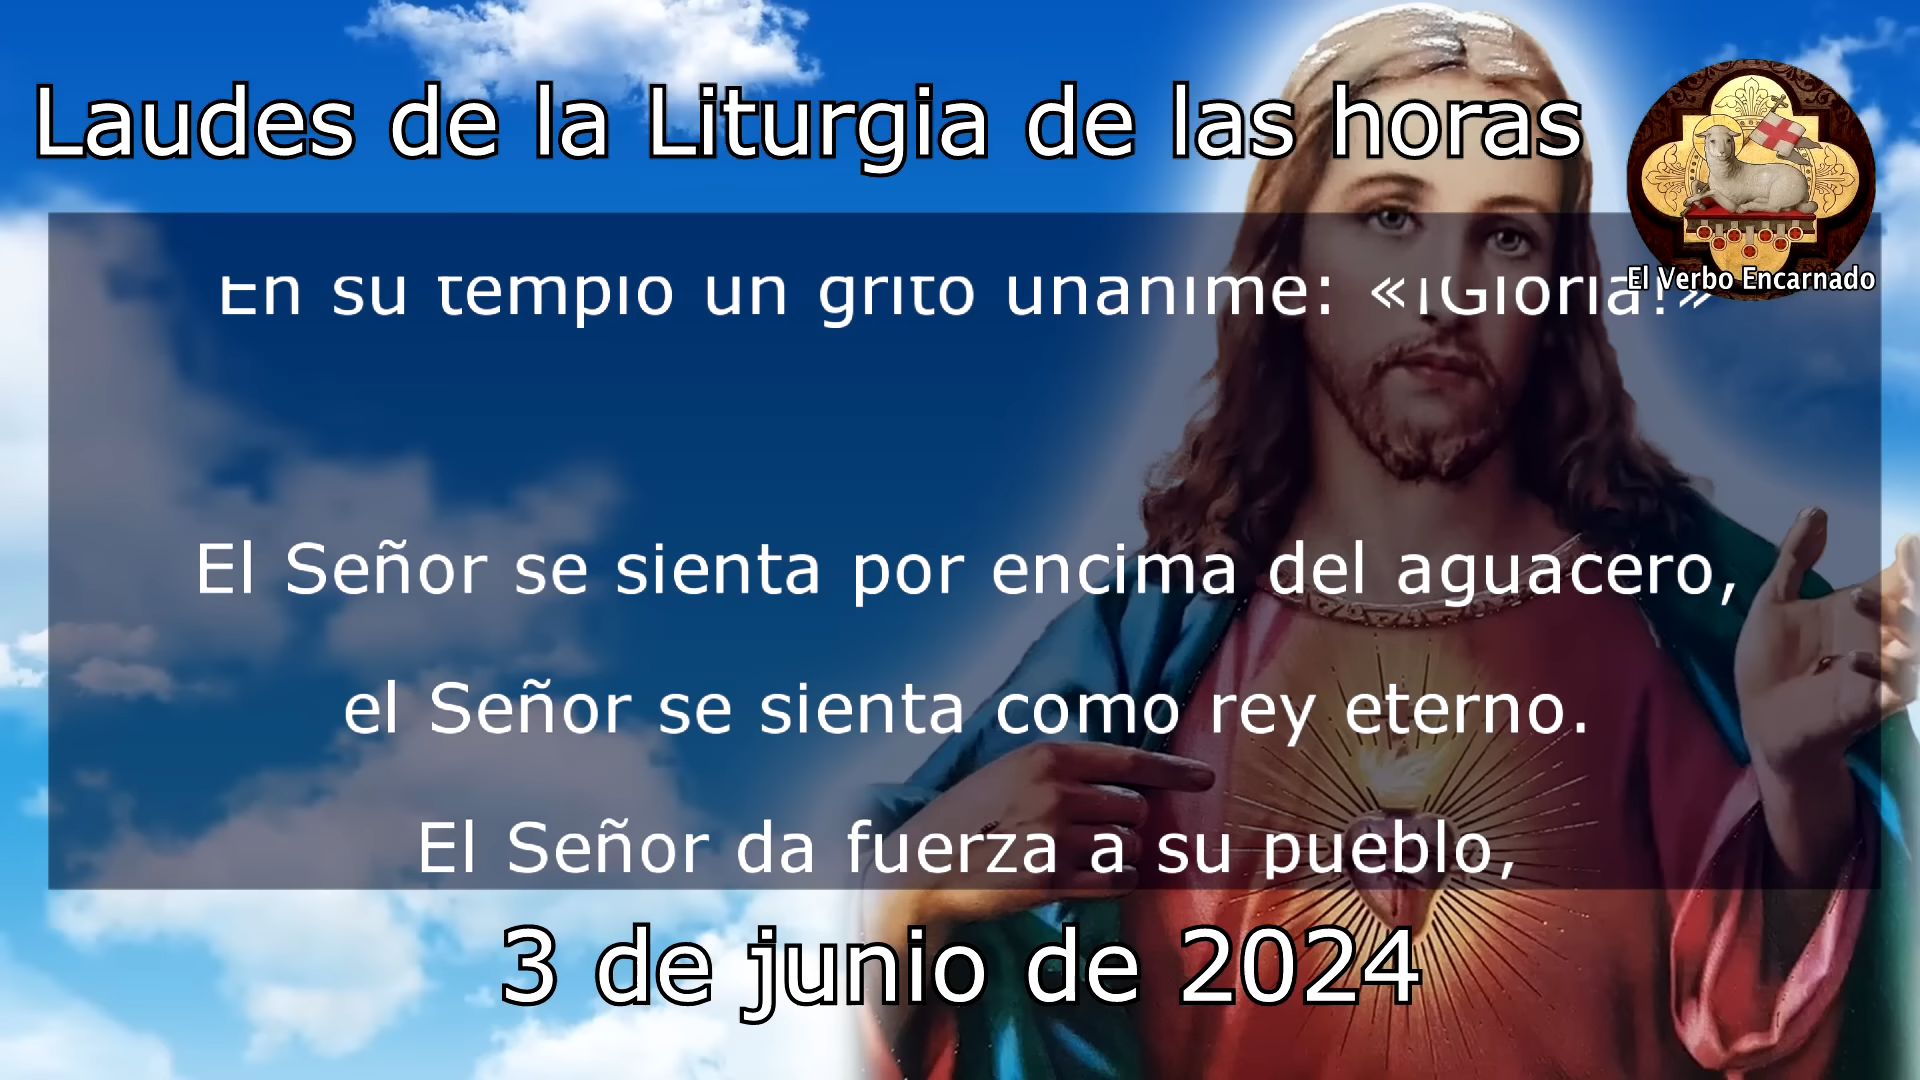 Laudes de la Liturgia de las horas
El Verbo Encarnado
En su templo un grito unánime: «¡Gloria!»
El Señor se sienta por encima del aguacero,
el Señor se sienta como rey eterno.
El Señor da fuerza a su pueblo,
3 de junio de 2024